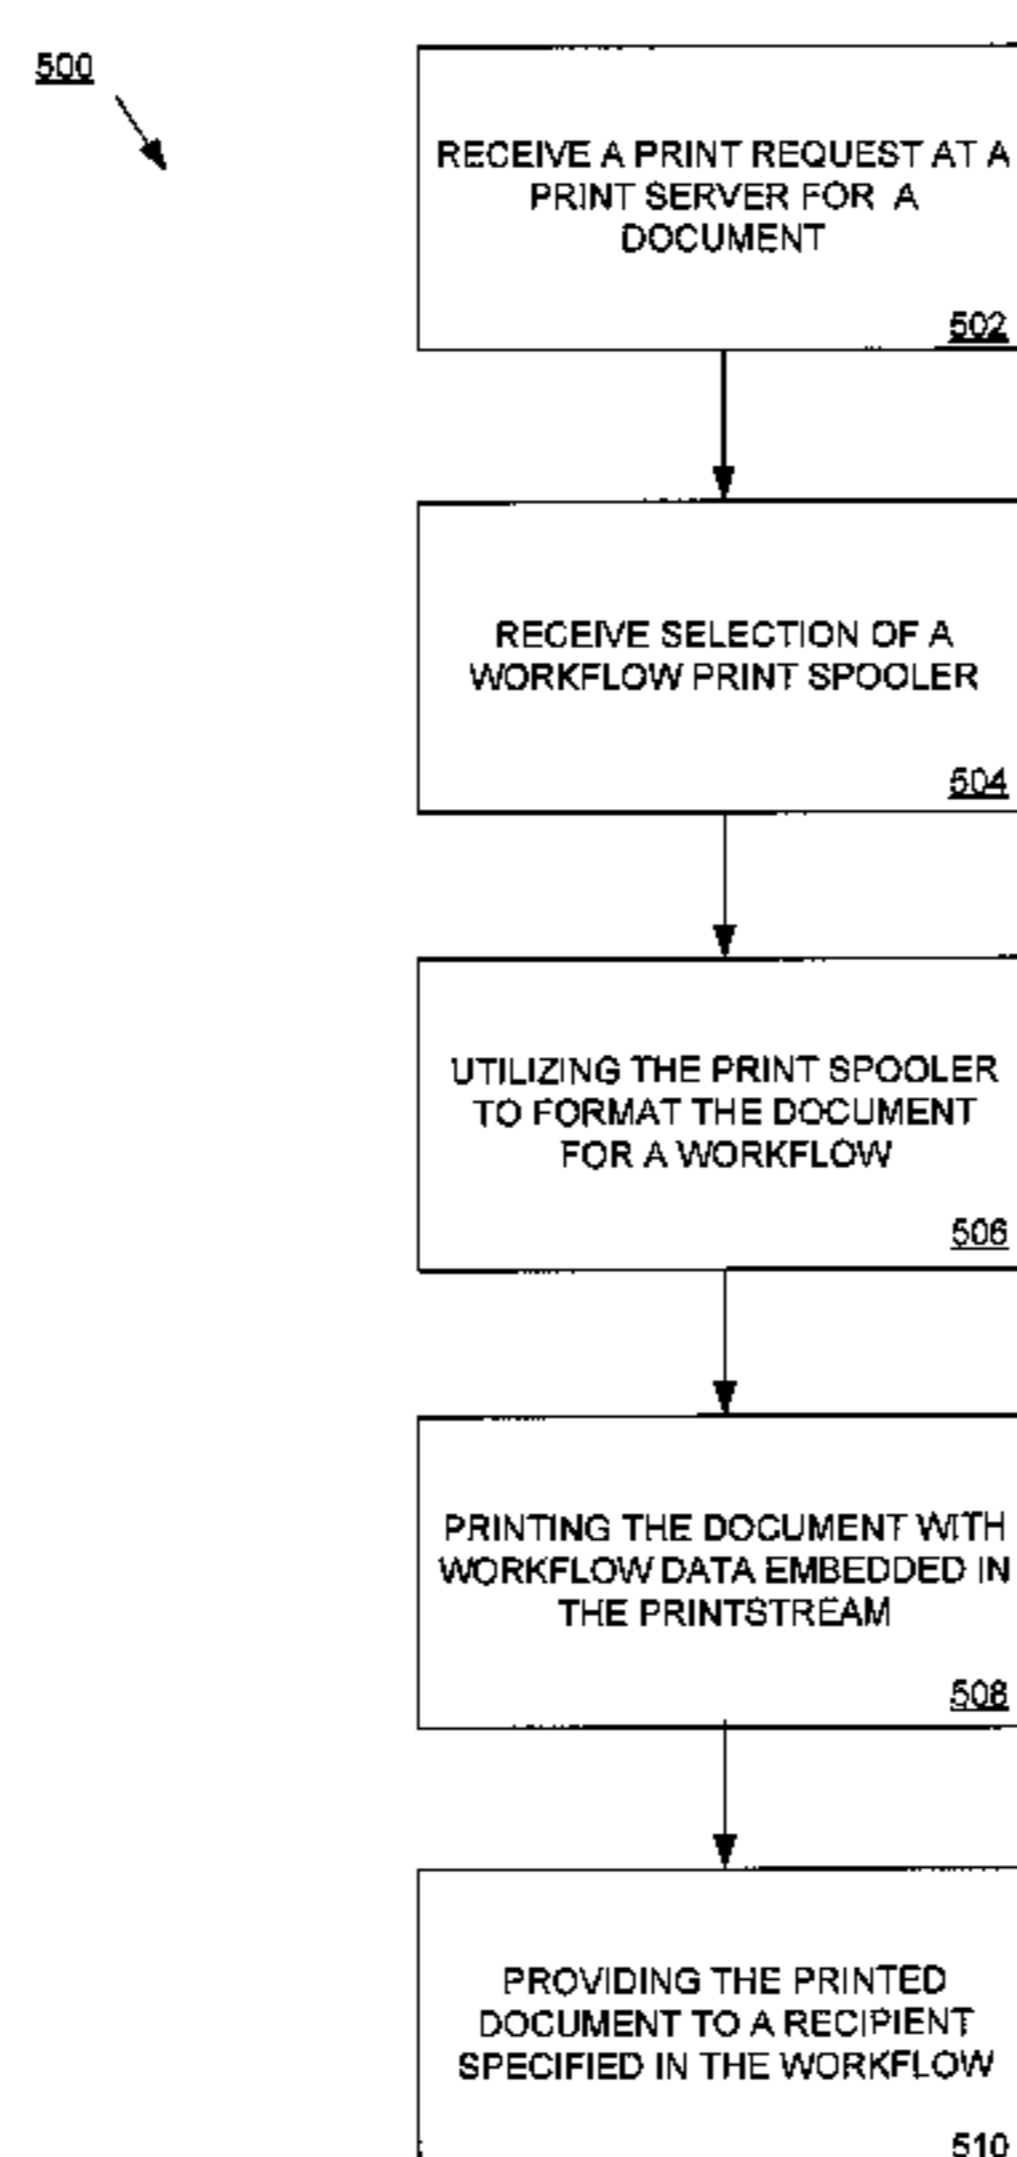 500
RECEIVE A PRINT REQUEST AT A
PRINT SERVER FOR A
DOCUMENT
502
RECEIVE SELECTION OF A
WORKFLOW PRINT SPOOLER
504
UTILIZING THE PRINT SPOOLER
TO FORMAT THE DOCUMENT
FOR A WORKFLOW
506
PRINTING THE DOCUMENT WITH
WORKFLOW DATA EMBEDDED IN
THE PRINTSTREAM
508
PROVIDING THE PRINTED
DOCUMENT TO A RECIPIENT
SPECIFIED IN THE WORKFLOW
510